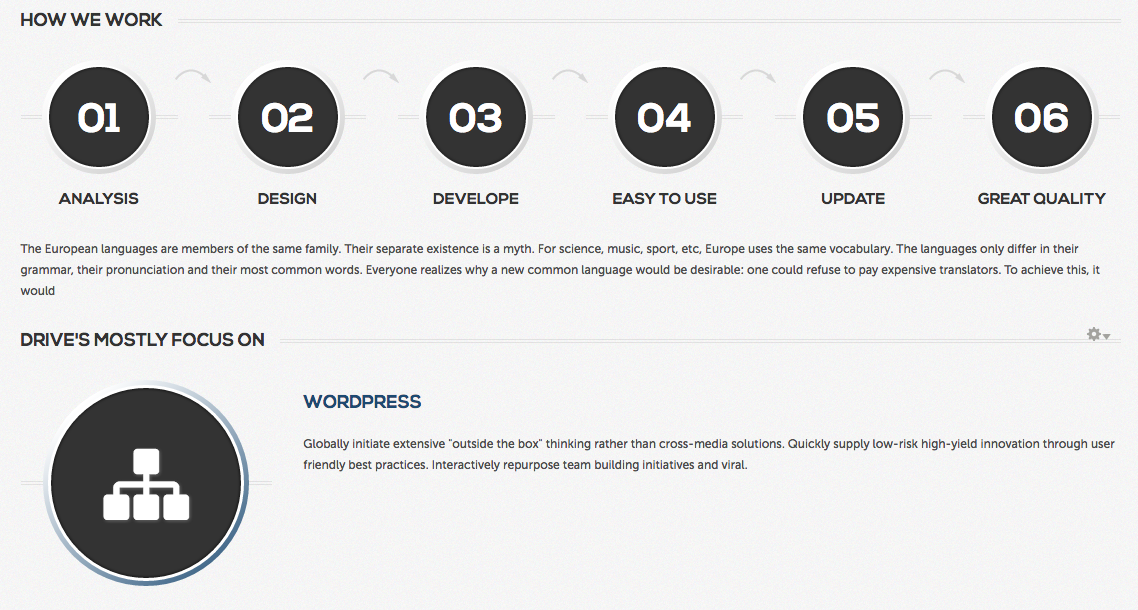 HOW WE WORK
01 02 03 04 05 06
ANALYSIS DESIGN DEVELOPE EASY TO USE UPDATE GREAT QUALITY
The European languages are members of the same family. Their separate existence is a myth. For science, music, sport, etc, Europe uses the same vocabulary. The languages only differ in their
grammar, their pronunciation and their most common words. Everyone realizes why a new common language would be desirable: one could refuse to pay expensive translators. To achieve this, it
would
DRIVE'S MOSTLY FOCUS ON
WORDPRESS
Globally initiate extensive "outside the box" thinking rather than cross-media solutions. Quickly supply low-risk high-yield innovation through user
friendly best practices. Interactively repurpose team building initiatives and viral.